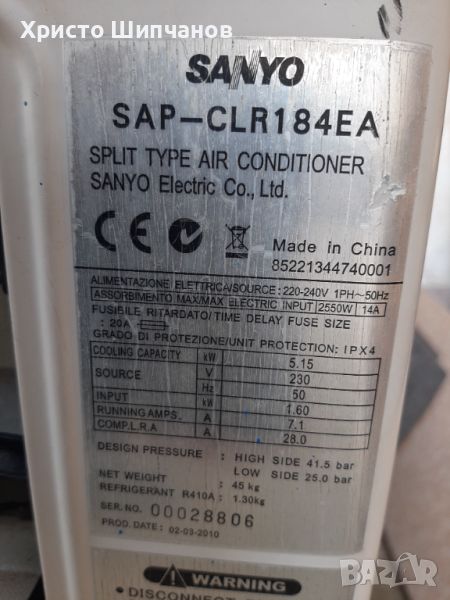 Христо Шипчанов
SANYO
SAP-CLR184EA
SPLIT TYPE AIR CONDITIONER
SANYO Electric Co., Ltd.
CE
Made in China
85221344740001
ALIMENTAZIONE ELETTRICA/SOURCE: 220-240V 1PH~50Hz
ASSORBIMENTO MAX/MAX ELECTRIC INPUT 2550W 14A
FUSIBILE RITARDATO/TIME DELAY FUSE SIZE
: 20A
GRADO DI PROTEZIONE/UNIT PROTECTION: IPX4
COOLING CAPACITY kW 5.15
SOURCE V 230
Hz 50
INPUT kW 1.60
RUNNING AMPS. A 7.1
COMP.L.R.A A 28.0
DESIGN PRESSURE : HIGH SIDE 41.5 bar
LOW SIDE 25.0 bar
NET WEIGHT : 45 kg
REFRIGERANT R410A : 1.30kg
SER.NO. 00028806
PROD. DATE: 02-03-2010
WARNING
• DISCONNECT
BAZAR